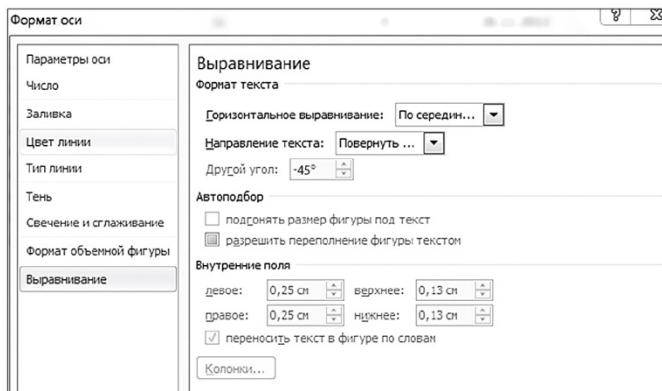 Формат оси
Параметры оси
Число
Заливка
Цвет линии
Тип линии
Тень
Свечение и сглаживание
Формат объемной фигуры
Выравнивание
Выравнивание
Формат текста
Горизонтальное выравнивание: По середин...
Направление текста: Повернуть ...
Другой угол: -45°
Автоподбор
подгонять размер фигуры под текст
разрешить переполнение фигуры текстом
Внутренние поля
левое: 0,25 см верхнее: 0,13 см
правое: 0,25 см нижнее: 0,13 см
переносить текст в фигуре по словам
Колонки...